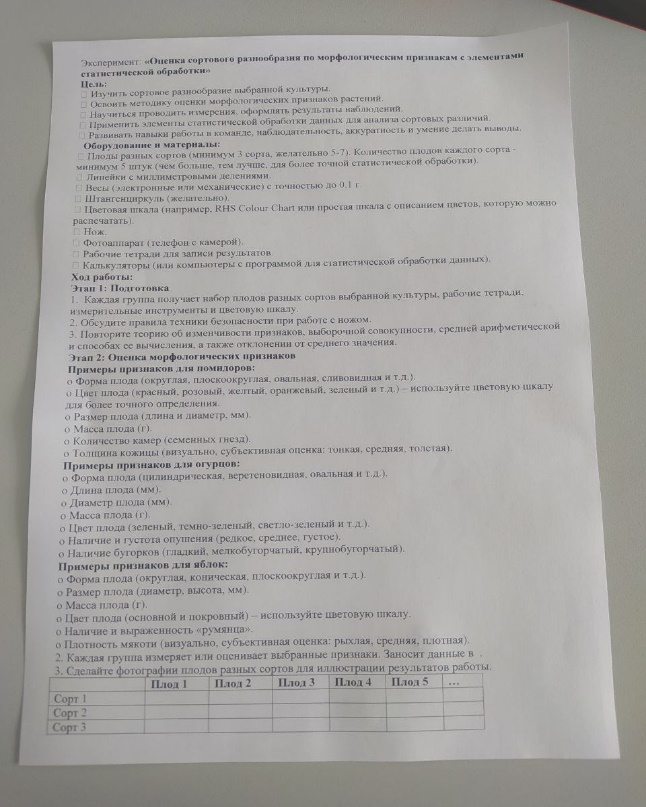 Эксперимент: «Оценка сортового разнообразия по морфологическим признакам с элементами
статистической обработки»
Цель:
□ Изучить сортовое разнообразие выбранной культуры.
□ Освоить методику оценки морфологических признаков растений.
□ Научиться проводить измерения, оформлять результаты наблюдений.
□ Применить элементы статистической обработки данных для анализа сортовых различий.
□ Развивать навыки работы в команде, наблюдательность, аккуратность и умение делать выводы.
Оборудование и материалы:
□ Плоды разных сортов (минимум 3 сорта, желательно 5-7). Количество плодов каждого сорта -
минимум 5 штук (чем больше, тем лучше, для более точной статистической обработки).
□ Линейки с миллиметровыми делениями.
□ Весы (электронные или механические) с точностью до 0.1 г.
□ Штангенциркуль (желательно).
□ Цветовая шкала (например, RHS Colour Chart или простая шкала с описанием цветов, которую можно
распечатать).
□ Нож.
□ Фотоаппарат (телефон с камерой).
□ Рабочие тетради для записи результатов.
□ Калькуляторы (или компьютеры с программой для статистической обработки данных).
Ход работы:
Этап 1: Подготовка
1. Каждая группа получает набор плодов разных сортов выбранной культуры, рабочие тетради,
измерительные инструменты и цветовую шкалу.
2. Обсудите правила техники безопасности при работе с ножом.
3. Повторите теорию об изменчивости признаков, выборочной совокупности, средней арифметической
и способах ее вычисления, а также отклонении от среднего значения.
Этап 2: Оценка морфологических признаков
Примеры признаков для помидоров:
o Форма плода (округлая, плоскоокруглая, овальная, сливовидная и т.д.).
o Цвет плода (красный, розовый, желтый, оранжевый, зеленый и т.д.) – используйте цветовую шкалу
для более точного определения.
o Размер плода (длина и диаметр, мм).
o Масса плода (г).
o Количество камер (семенных гнезд).
o Толщина кожицы (визуально, субъективная оценка: тонкая, средняя, толстая).
Примеры признаков для огурцов:
o Форма плода (цилиндрическая, веретеновидная, овальная и т.д.).
o Длина плода (мм).
o Диаметр плода (мм).
o Масса плода (г).
o Цвет плода (зеленый, темно-зеленый, светло-зеленый и т.д.).
o Наличие и густота опушения (редкое, среднее, густое).
o Наличие бугорков (гладкий, мелкобугорчатый, крупнобугорчатый).
Примеры признаков для яблок:
o Форма плода (округлая, коническая, плоскоокруглая и т.д.).
o Размер плода (диаметр, высота, мм).
o Масса плода (г).
o Цвет плода (основной и покровный) – используйте цветовую шкалу.
o Наличие и выраженность «румянца».
o Плотность мякоти (визуально, субъективная оценка: рыхлая, средняя, плотная).
2. Каждая группа измеряет или оценивает выбранные признаки. Заносит данные в .
3. Сделайте фотографии плодов разных сортов для иллюстрации результатов работы.
Плод 1 Плод 2 Плод 3 Плод 4 Плод 5 ...
Сорт 1
Сорт 2
Сорт 3